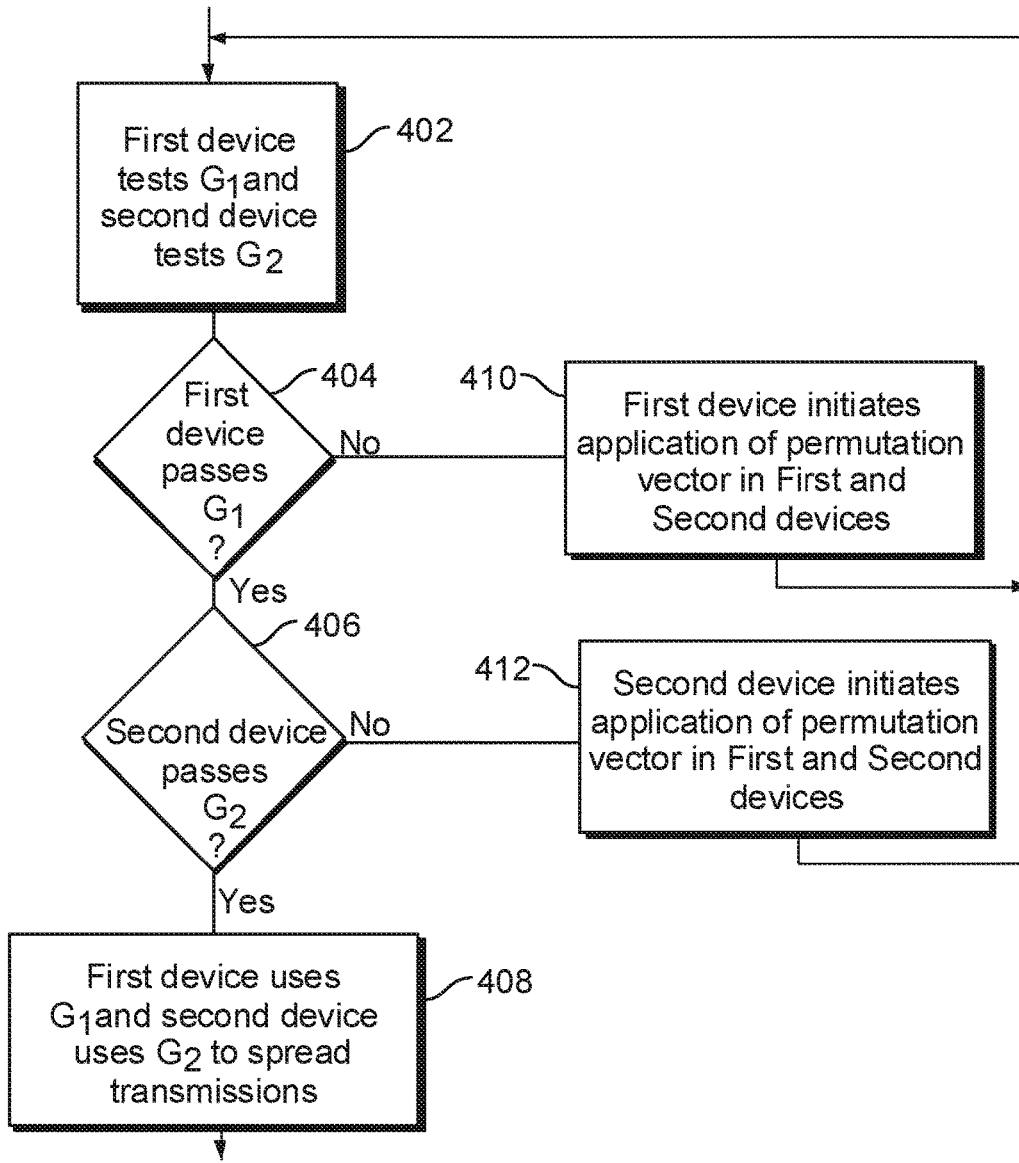 First device
tests G1 and
second device
tests G2
402
First
device
passes
G1
?
404
No
410
First device initiates
application of permutation
vector in First and
Second devices
Yes
406
Second device
passes
G2
?
No
412
Second device initiates
application of permutation
vector in First and Second
devices
Yes
First device uses
G1 and second device
uses G2 to spread
transmissions
408